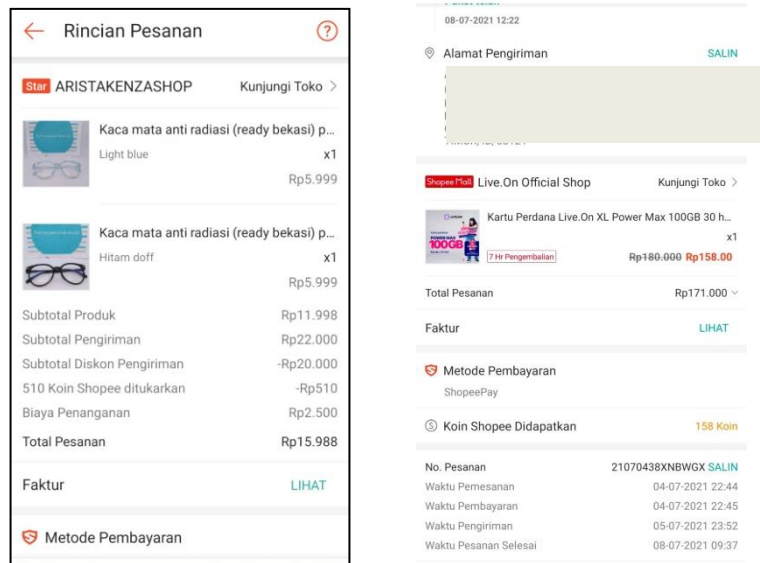 Rincian Pesanan
Star ARISTAKENZASHOP Kunjungi Toko >
Kaca mata anti radiasi (ready bekasi) p...
Light blue x1
Rp5.999
Kaca mata anti radiasi (ready bekasi) p...
Hitam doff x1
Rp5.999
Subtotal Produk Rp11.998
Subtotal Pengiriman Rp22.000
Subtotal Diskon Pengiriman -Rp20.000
510 Koin Shopee ditukarkan -Rp510
Biaya Penanganan Rp2.500
Total Pesanan Rp15.988
Faktur LIHAT
Metode Pembayaran
08-07-2021 12:22
Alamat Pengiriman SALIN
Shopee Mall Live.On Official Shop Kunjungi Toko >
Kartu Perdana Live.On XL Power Max 100GB 30 h...
x1
POWER MAX
100GB
7 Hr Pengembalian Rp180.000 Rp158.00
Total Pesanan Rp171.000
Faktur LIHAT
Metode Pembayaran
ShopeePay
Koin Shopee Didapatkan 158 Koin
No. Pesanan 21070438XNBWGX SALIN
Waktu Pemesanan 04-07-2021 22:44
Waktu Pembayaran 04-07-2021 22:45
Waktu Pengiriman 05-07-2021 23:52
Waktu Pesanan Selesai 08-07-2021 09:37